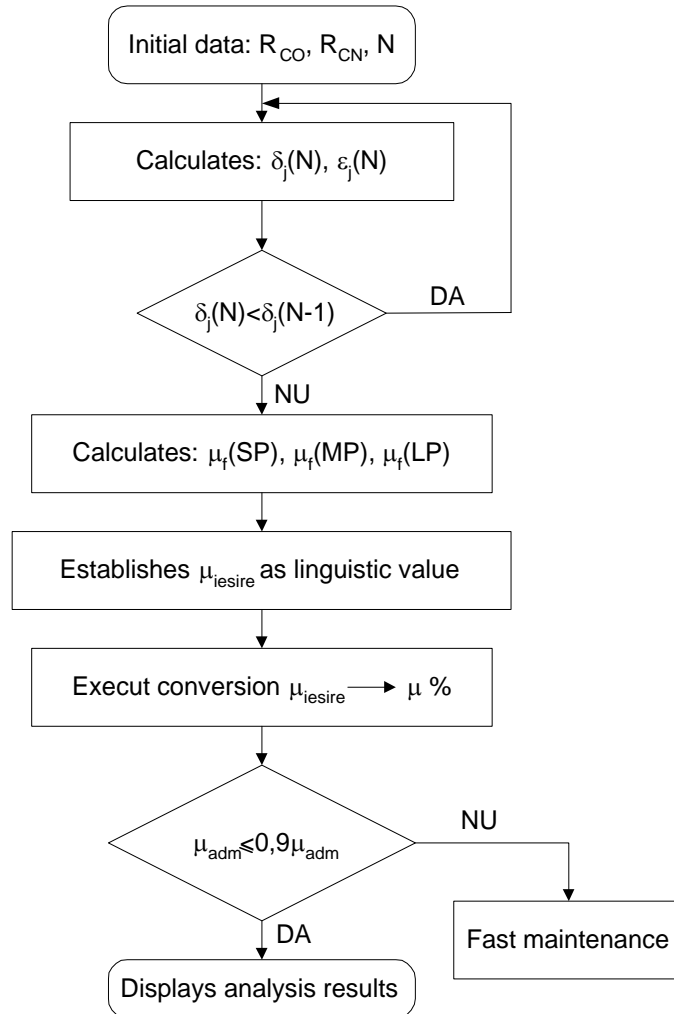 Initial data: R_CO, R_CN, N
Calculates: δ_j(N), ε_j(N)
δ_j(N)<δ_j(N-1)
DA
NU
Calculates: μ_f(SP), μ_f(MP), μ_f(LP)
Establishes μ_iesire as linguistic value
Execut conversion μ_iesire ⟶ μ %
μ_adm⩽0,9μ_adm
NU
DA
Fast maintenance
Displays analysis results